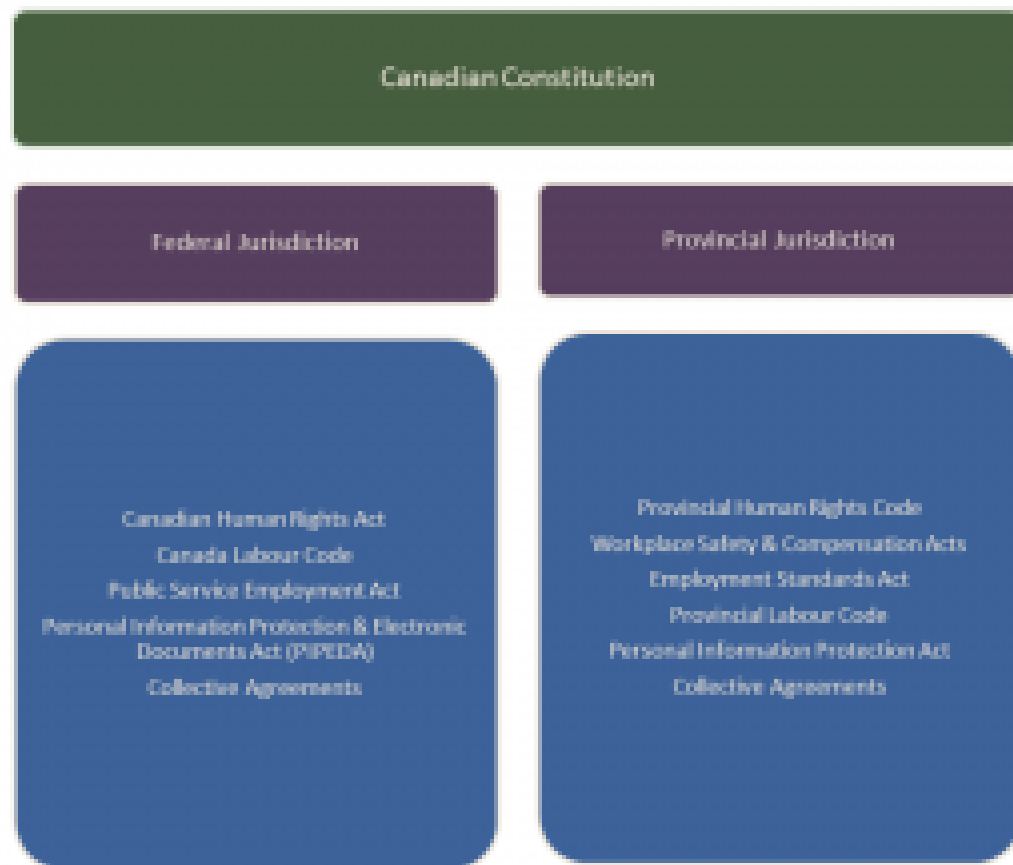 Canadian Constitution
Federal Jurisdiction
Provincial Jurisdiction
Canadian Human Rights Act
Canada Labour Code
Public Service Employment Act
Personal Information Protection & Electronic
Documents Act (PIPEDA)
Collective Agreements
Provincial Human Rights Code
Workplace Safety & Compensation Acts
Employment Standards Act
Provincial Labour Code
Personal Information Protection Act
Collective Agreements